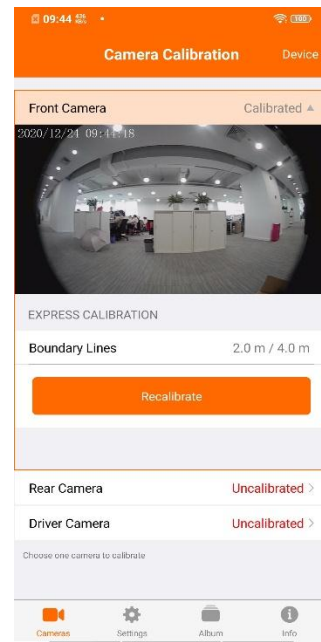 09:44
100
Camera Calibration Device
Front Camera Calibrated
2020/12/24 09:44:18
EXPRESS CALIBRATION
Boundary Lines 2.0 m / 4.0 m
Recalibrate
Rear Camera Uncalibrated >
Driver Camera Uncalibrated >
Choose one camera to calibrate
Cameras Settings Album Info